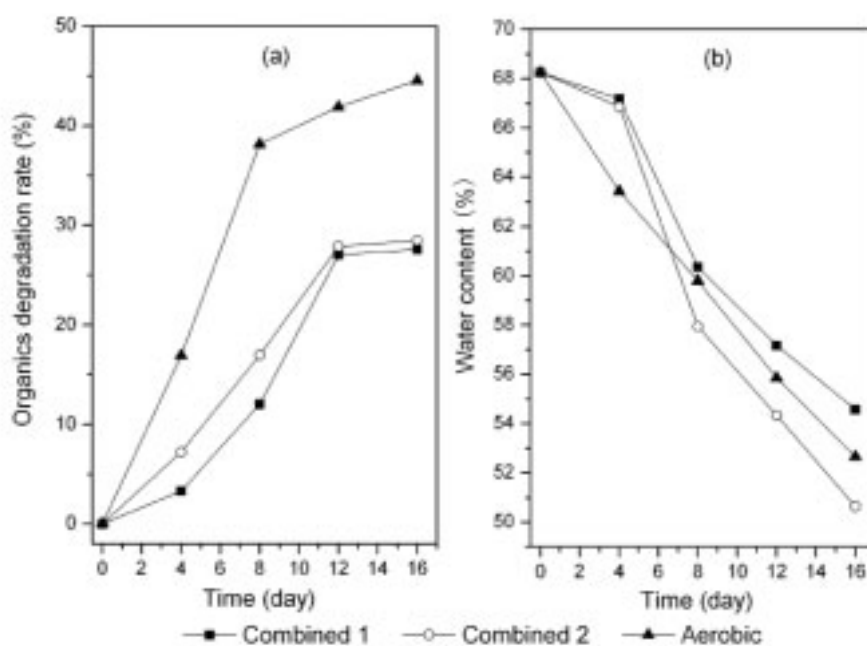 (a)
Organics degradation rate (%)
50
40
30
20
10
0
0 2 4 6 8 10 12 14 16
Time (day)
(b)
Water content (%)
70
68
66
64
62
60
58
56
54
52
50
0 2 4 6 8 10 12 14 16
Time (day)
Combined 1 Combined 2 Aerobic